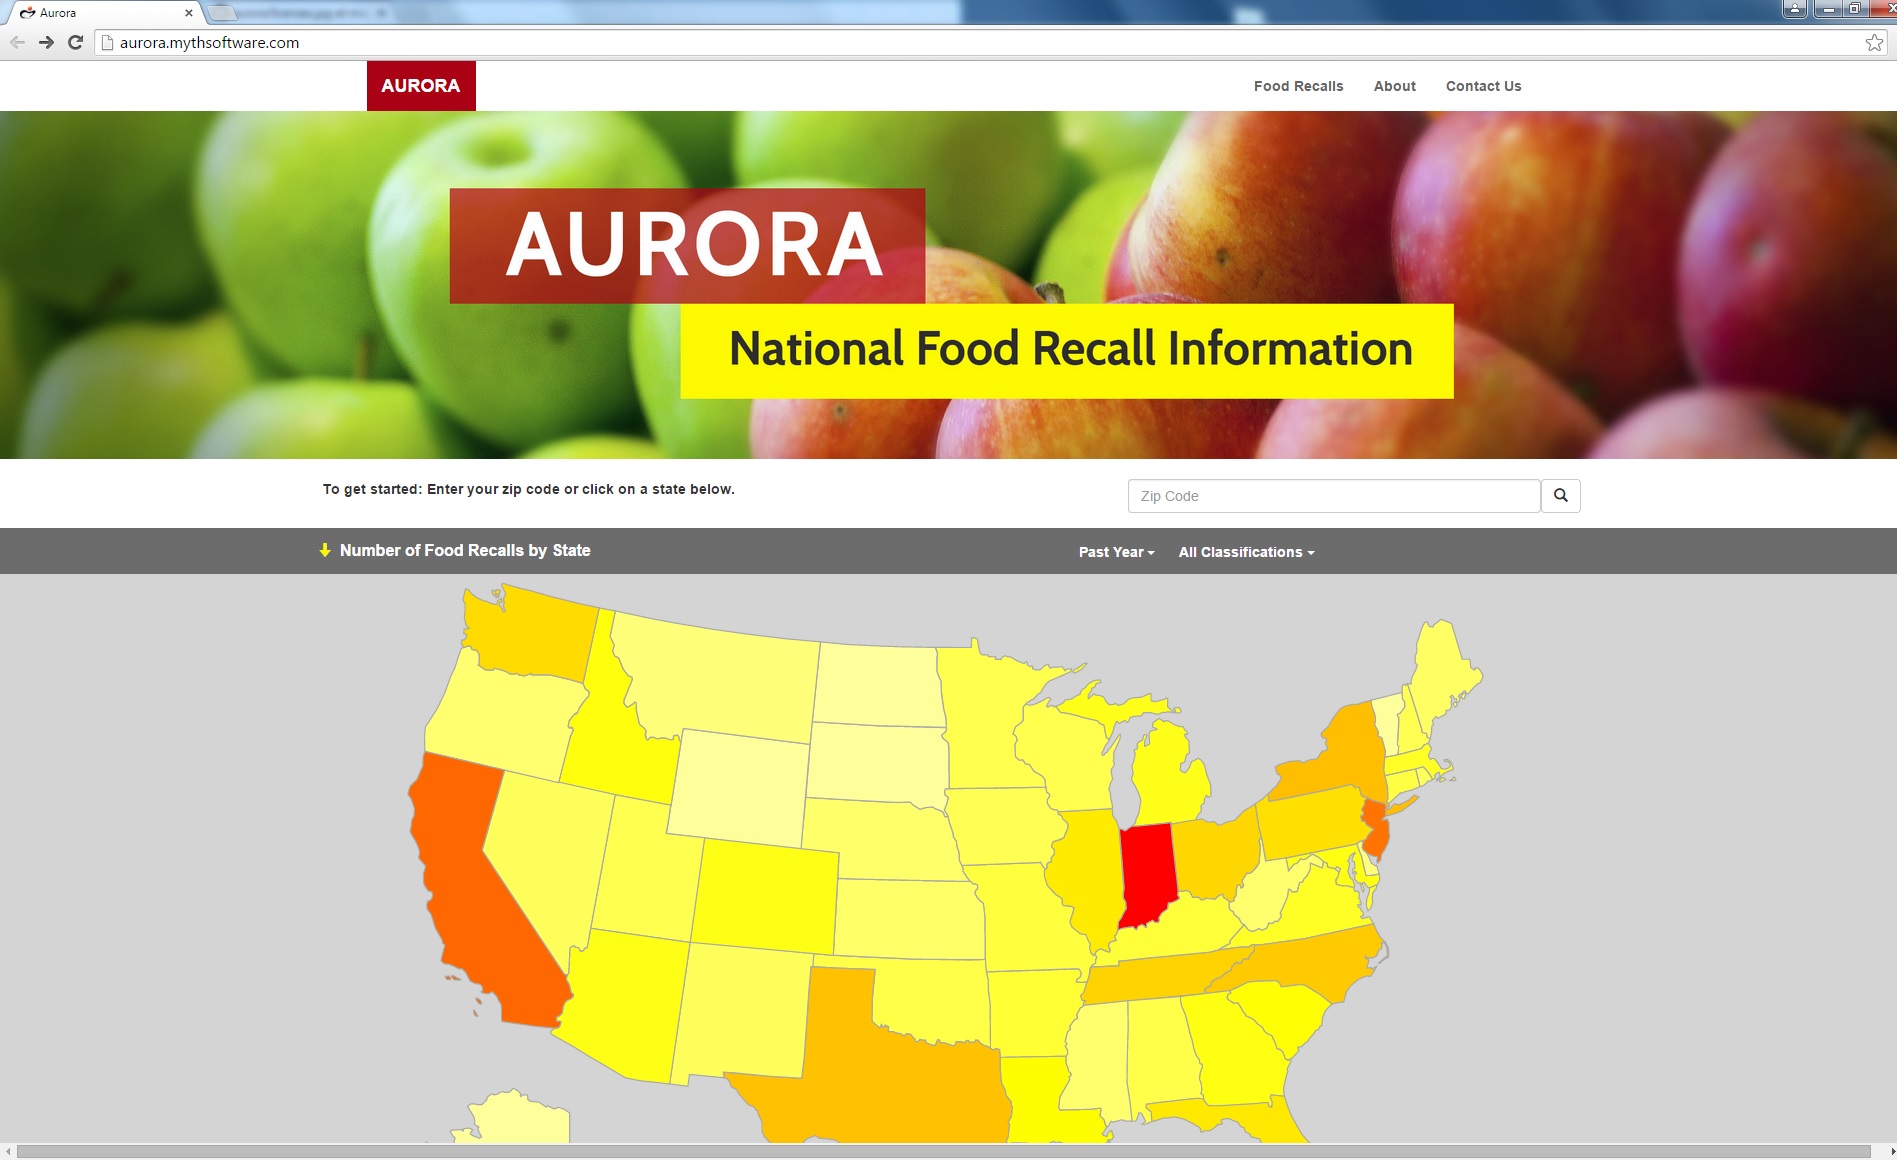 Aurora
aurora.mythsoftware.com
AURORA
Food Recalls About Contact Us
AURORA
National Food Recall Information
To get started: Enter your zip code or click on a state below.
Zip Code
Number of Food Recalls by State
Past Year All Classifications